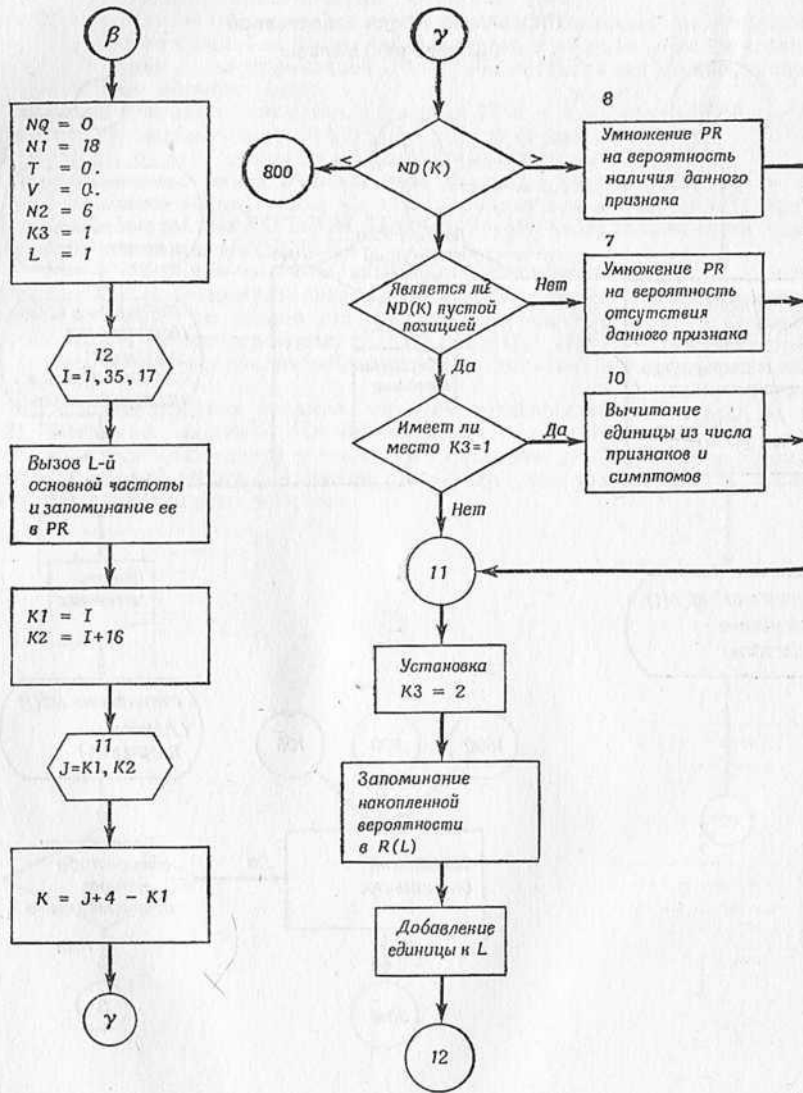 β
NQ = 0
N1 = 18
T = 0.
V = 0.
N2 = 6
K3 = 1
L = 1
12
I=1, 35, 17
Вызов L-й
основной частоты
и запоминание ее
в PR
K1 = I
K2 = I+16
11
J=K1, K2
K = J+4 - K1
γ
γ
ND(K)
<
>
800
8
Умножение PR
на вероятность
наличия данного
признака
Является ли
ND(K) пустой
позицией
Нет
7
Умножение PR
на вероятность
отсутствия
данного признака
Да
Имеет ли
место K3=1
Да
10
Вычитание
единицы из числа
признаков и
симптомов
Нет
11
Установка
K3 = 2
Запоминание
накопленной
вероятности
в R(L)
Добавление
единицы к L
12